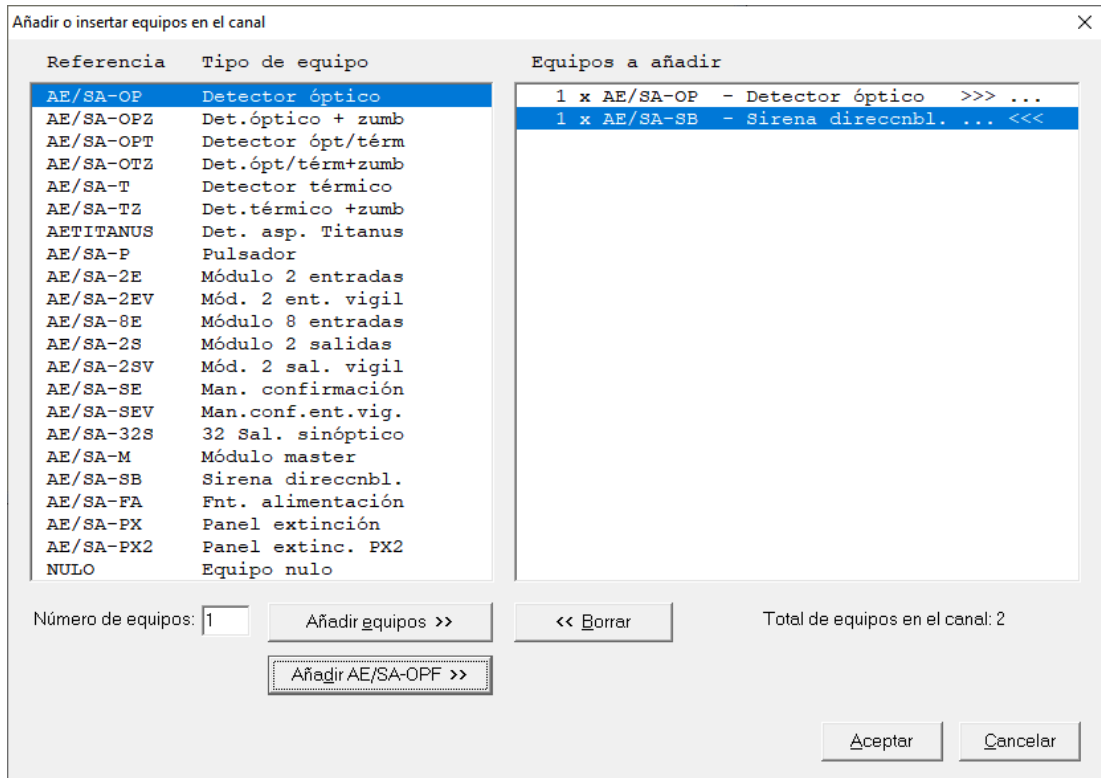 Añadir o insertar equipos en el canal
Referencia Tipo de equipo
AE/SA-OP Detector óptico
AE/SA-OPZ Det.óptico + zumb
AE/SA-OPT Detector ópt/térm
AE/SA-OTZ Det.ópt/térm+zumb
AE/SA-T Detector térmico
AE/SA-TZ Det.térmico +zumb
AETITANUS Det. asp. Titanus
AE/SA-P Pulsador
AE/SA-2E Módulo 2 entradas
AE/SA-2EV Mód. 2 ent. vigil
AE/SA-8E Módulo 8 entradas
AE/SA-2S Módulo 2 salidas
AE/SA-2SV Mód. 2 sal. vigil
AE/SA-SE Man. confirmación
AE/SA-SEV Man.conf.ent.vig.
AE/SA-32S 32 Sal. sinóptico
AE/SA-M Módulo master
AE/SA-SB Sirena direccnbl.
AE/SA-FA Fnt. alimentación
AE/SA-PX Panel extinción
AE/SA-PX2 Panel extinc. PX2
NULO Equipo nulo
Equipos a añadir
1 x AE/SA-OP - Detector óptico >>> ...
1 x AE/SA-SB - Sirena direccnbl. ... <<<
Número de equipos: 1
Añadir equipos >>
<< Borrar
Total de equipos en el canal: 2
Añadir AE/SA-OPF >>
Aceptar
Cancelar